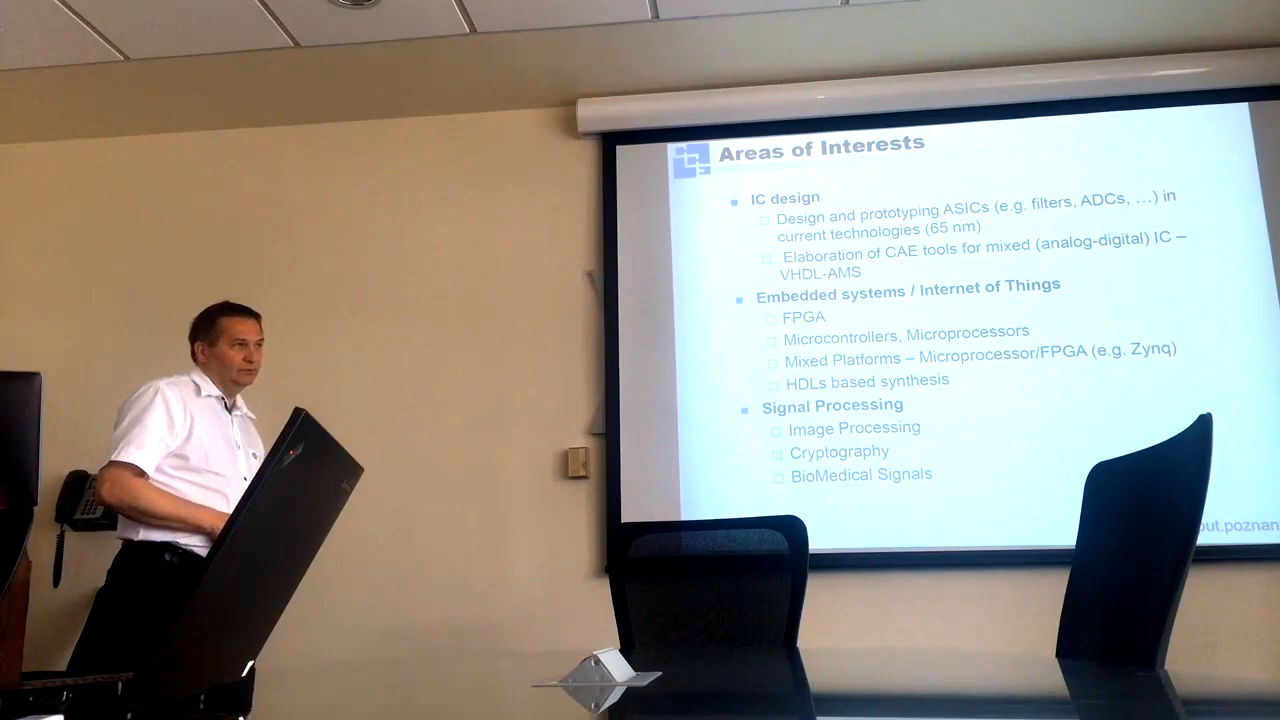 Areas of Interests
IC design
Design and prototyping ASICs (e.g. filters, ADCs, …) in
current technologies (65 nm)
Elaboration of CAE tools for mixed (analog-digital) IC –
VHDL-AMS
Embedded systems / Internet of Things
FPGA
Microcontrollers, Microprocessors
Mixed Platforms – Microprocessor/FPGA (e.g. Zynq)
HDLs based synthesis
Signal Processing
Image Processing
Cryptography
BioMedical Signals
put.poznan